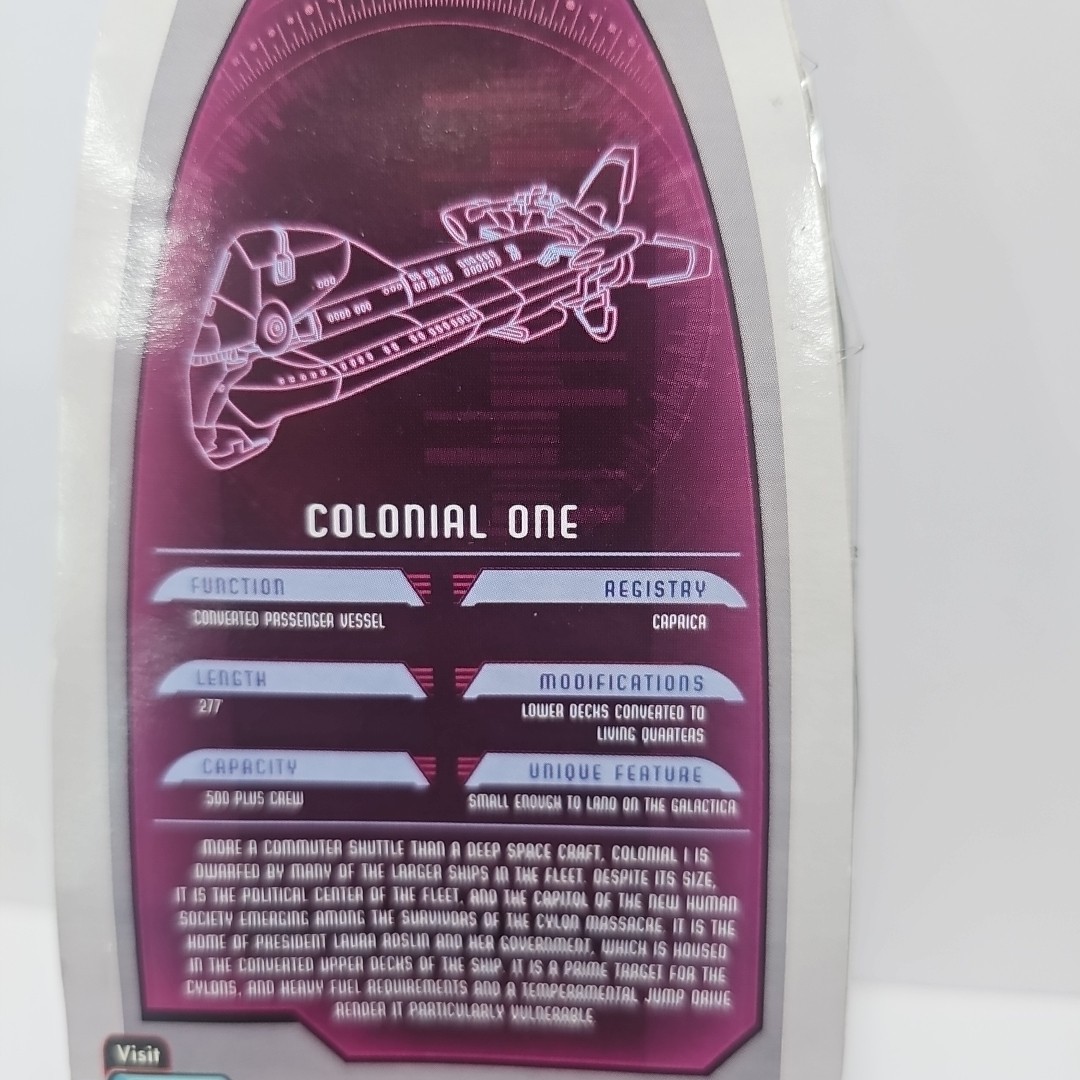 COLONIAL ONE
FUNCTION
REGISTRY
CONVERTED PASSENGER VESSEL
CAPRICA
LENGTH
MODIFICATIONS
277
LOWER DECKS CONVERTED TO
LIVING QUARTERS
CAPACITY
UNIQUE FEATURE
500 PLUS CREW
SMALL ENOUGH TO LAND ON THE GALACTICA
MORE A COMMUTER SHUTTLE THAN A DEEP SPACE CRAFT, COLONIAL 1 IS
DWARFED BY MANY OF THE LARGER SHIPS IN THE FLEET. DESPITE ITS SIZE,
IT IS THE POLITICAL CENTER OF THE FLEET, AND THE CAPITOL OF THE NEW HUMAN
SOCIETY EMERGING AMONG THE SURVIVORS OF THE CYLON MASSACRE. IT IS THE
HOME OF PRESIDENT LAURA ROSLIN AND HER GOVERNMENT, WHICH IS HOUSED
IN THE CONVERTED UPPER DECKS OF THE SHIP. IT IS A PRIME TARGET FOR THE
CYLONS, AND HEAVY FUEL REQUIREMENTS AND A TEMPERAMENTAL JUMP DRIVE
RENDER IT PARTICULARLY VULNERABLE
Visit